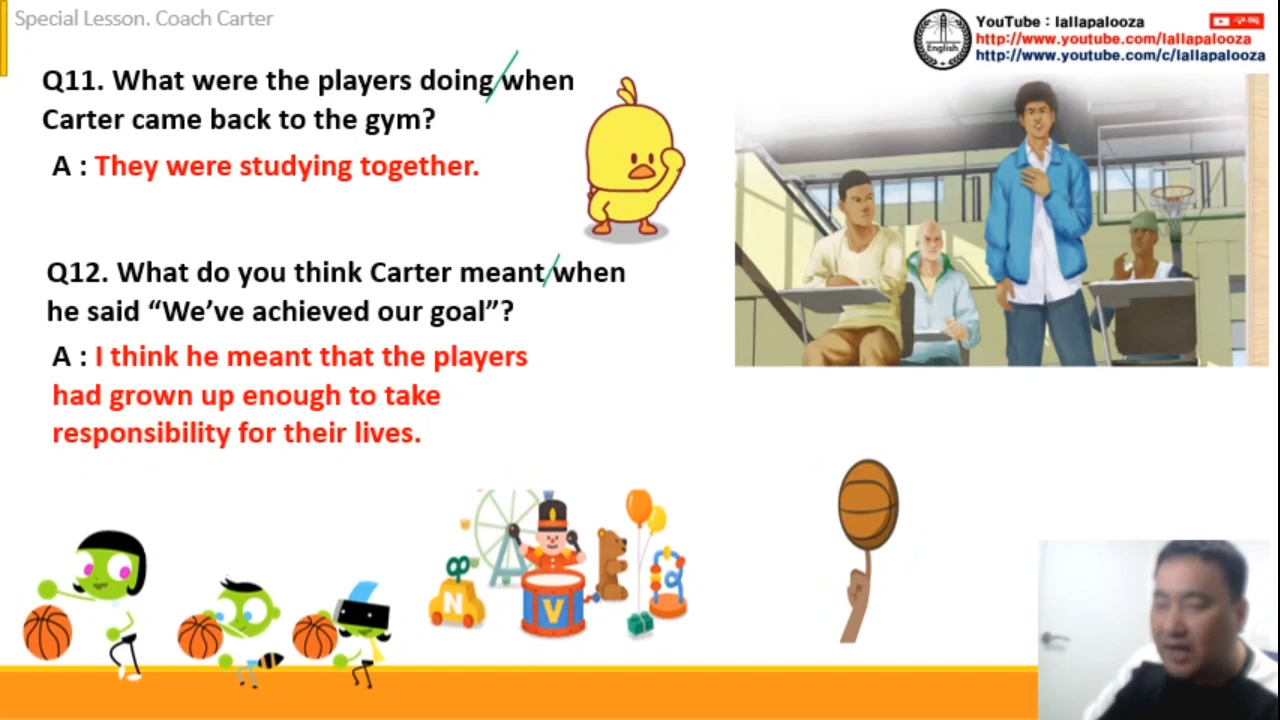 Special Lesson. Coach Carter
YouTube : lallapalooza
http://www.youtube.com/lallapalooza
http://www.youtube.com/c/lallapalooza
English
Q11. What were the players doing when
Carter came back to the gym?
A : They were studying together.
Q12. What do you think Carter meant when
he said “We’ve achieved our goal”?
A : I think he meant that the players
had grown up enough to take
responsibility for their lives.
N
V